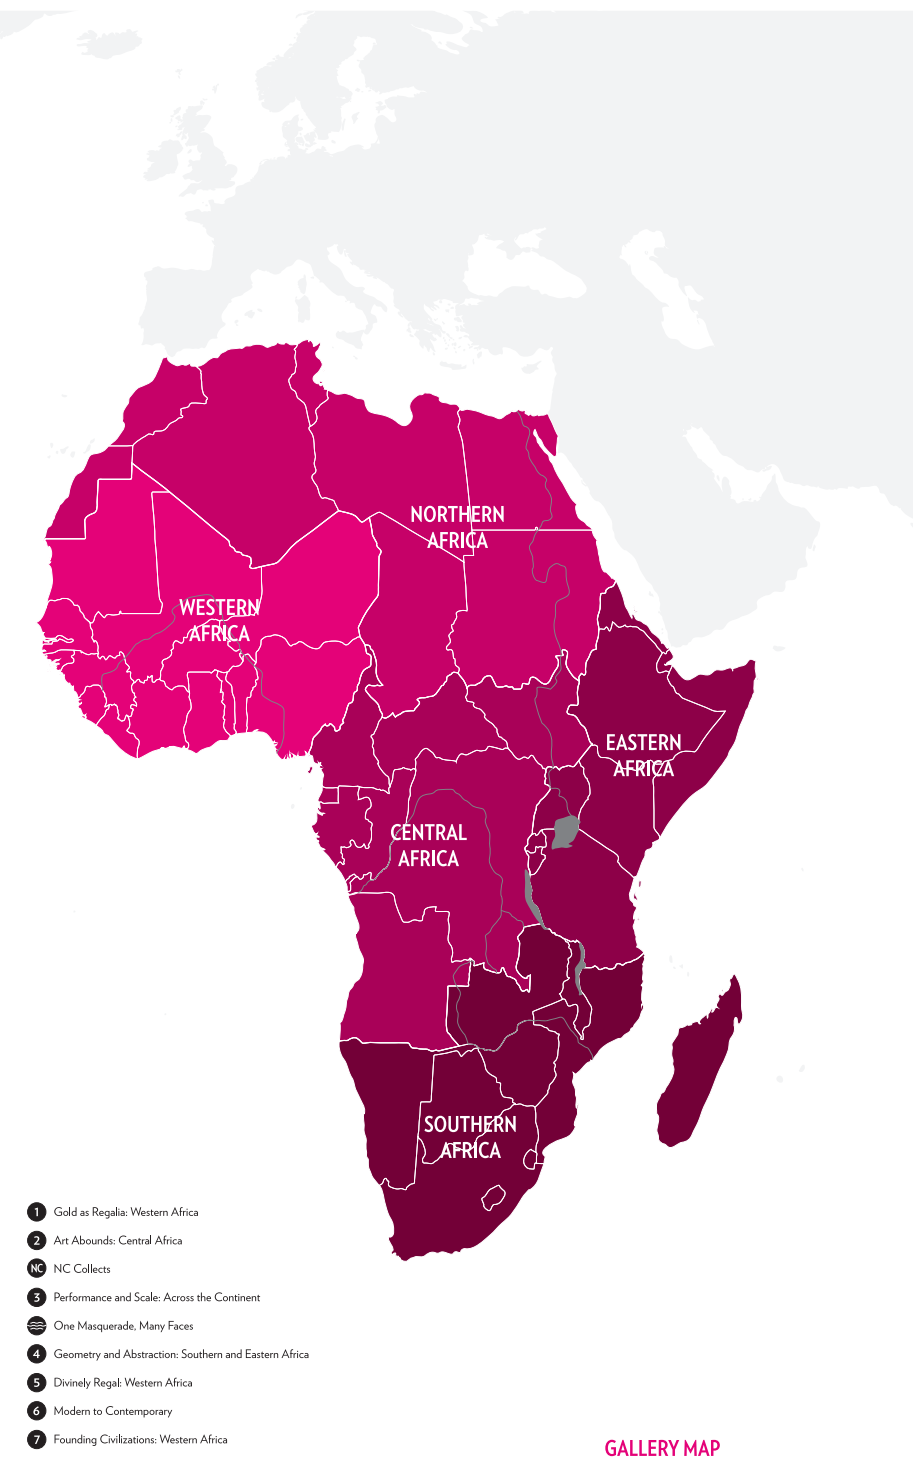 NORTHERN
AFRICA
WESTERN
AFRICA
EASTERN
AFRICA
CENTRAL
AFRICA
SOUTHERN
AFRICA
1 Gold as Regalia: Western Africa
2 Art Abounds: Central Africa
NC NC Collects
3 Performance and Scale: Across the Continent
One Masquerade, Many Faces
4 Geometry and Abstraction: Southern and Eastern Africa
5 Divinely Regal: Western Africa
6 Modern to Contemporary
7 Founding Civilizations: Western Africa
GALLERY MAP